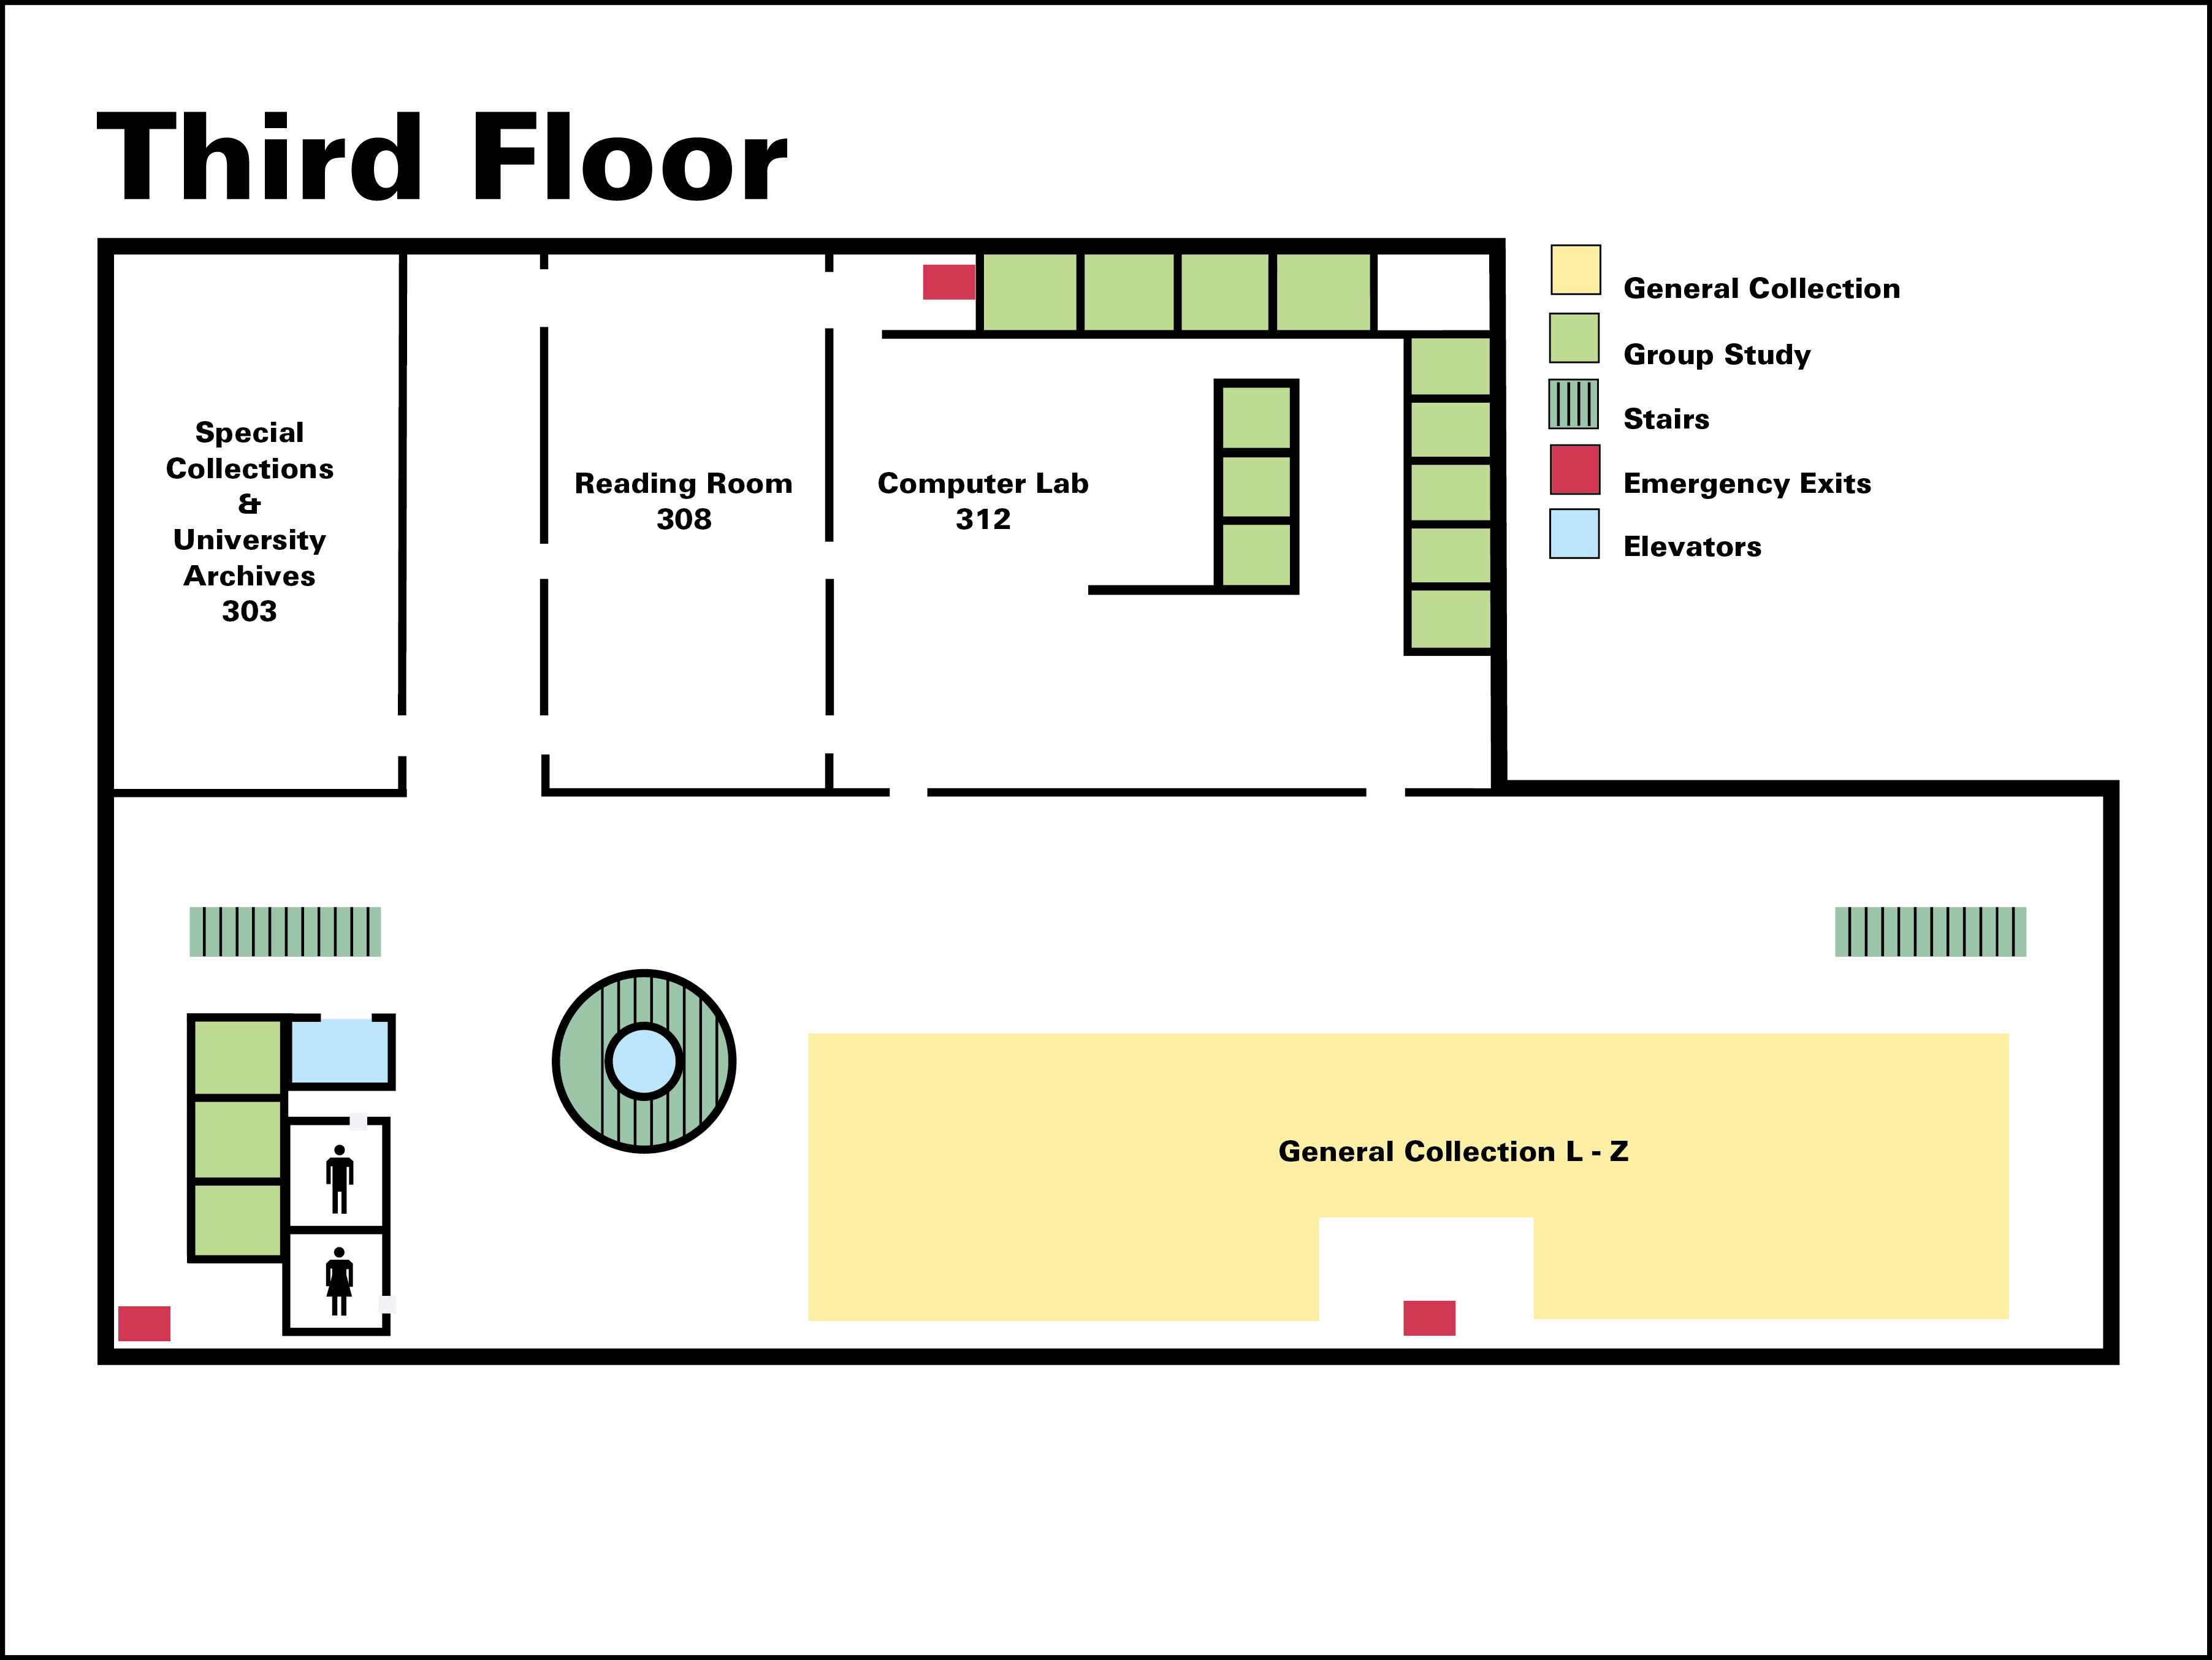 Third Floor
Special
Collections
&
University
Archives
303
Reading Room
308
Computer Lab
312
General Collection
Group Study
Stairs
Emergency Exits
Elevators
General Collection L - Z